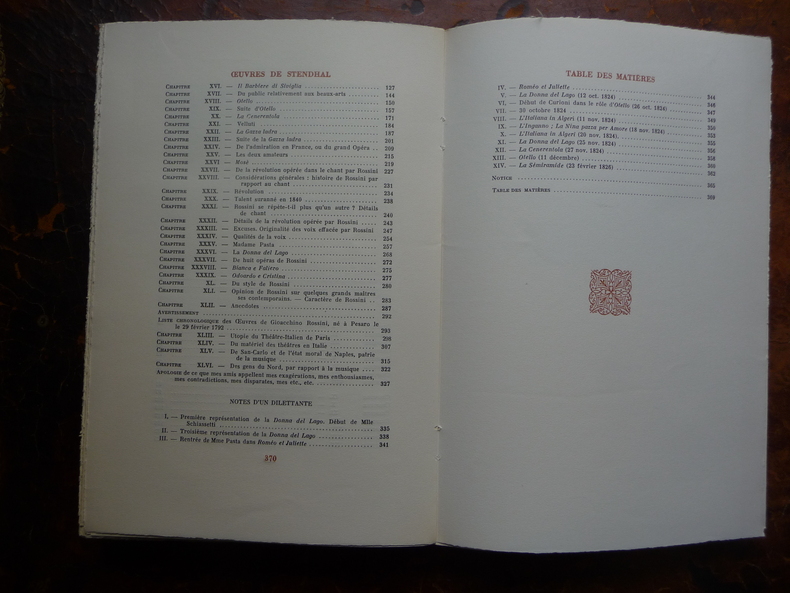 ŒUVRES DE STENDHAL
CHAPITRE XVI. — Il Barbiere di Siviglia 127
CHAPITRE XVII. — Du public relativement aux beaux-arts 144
CHAPITRE XVIII. — Otello 150
CHAPITRE XIX. — Suite d'Otello 157
CHAPITRE XX. — La Cenerentola 171
CHAPITRE XXI. — Velluti 184
CHAPITRE XXII. — La Gazza ladra 187
CHAPITRE XXIII. — Suite de la Gazza ladra 201
CHAPITRE XXIV. — De l'admiration en France, ou du grand Opéra 209
CHAPITRE XXV. — Les deux amateurs 215
CHAPITRE XXVI — Mosé 219
CHAPITRE XXVII. — De la révolution opérée dans le chant par Rossini 227
CHAPITRE XXVIII. — Considérations générales : histoire de Rossini par
rapport au chant 231
CHAPITRE XXIX. — Révolution 234
CHAPITRE XXX. — Talent suranné en 1840 238
CHAPITRE XXXI. — Rossini se répète-t-il plus qu'un autre ? Détails
de chant 240
CHAPITRE XXXII. — Détails de la révolution opérée par Rossini 243
CHAPITRE XXXIII. — Excuses. Originalité des voix effacée par Rossini 247
CHAPITRE XXXIV. — Qualités de la voix 254
CHAPITRE XXXV. — Madame Pasta 257
CHAPITRE XXXVI. — La Donna del Lago 268
CHAPITRE XXXVII. — De huit opéras de Rossini 272
CHAPITRE XXXVIII. — Bianca e Faliero 275
CHAPITRE XXXIX. — Odoardo e Cristina 277
CHAPITRE XL. — Du style de Rossini 280
CHAPITRE XLI. — Opinion de Rossini sur quelques grands maîtres
ses contemporains. — Caractère de Rossini 283
CHAPITRE XLII. — Anecdotes 287
AVERTISSEMENT 292
LISTE CHRONOLOGIQUE des Œuvres de Gioacchino Rossini, né à Pesaro le
le 29 février 1792 293
CHAPITRE XLIII. — Utopie du Théâtre-Italien de Paris 298
CHAPITRE XLIV. — Du matériel des théâtres en Italie 307
CHAPITRE XLV. — De San-Carlo et de l'état moral de Naples, patrie
de la musique 315
CHAPITRE XLVI. — Des gens du Nord, par rapport à la musique 322
APOLOGIE de ce que mes amis appellent mes exagérations, mes enthousiasmes,
mes contradictions, mes disparates, mes etc., etc. 327
NOTES D'UN DILETTANTE
I. — Première représentation de la Donna del Lago. Début de Mlle
Schiassetti 335
II. — Troisième représentation de la Donna del Lago 338
III. — Rentrée de Mme Pasta dans Roméo et Juliette 341
370
TABLE DES MATIÈRES
IV. — Roméo et Juliette 344
V. — La Donna del Lago (12 oct. 1824) 346
VI. — Début de Curioni dans le rôle d'Otello (26 oct. 1824) 347
VII. — 30 octobre 1824 349
VIII. — L'Italiana in Algeri (11 nov. 1824) 350
IX. — L'Inganno ; La Nina pazza per Amore (18 nov. 1824) 353
X. — L'Italiana in Algeri (20 nov. 1824) 355
XI. — La Donna del Lago (25 nov. 1824) 356
XII. — La Cenerentola (27 nov. 1824) 358
XIII. — Otello (11 décembre) 360
XIV. — La Sémiramide (23 février 1826) 362
NOTICE 365
TABLE DES MATIÈRES 369